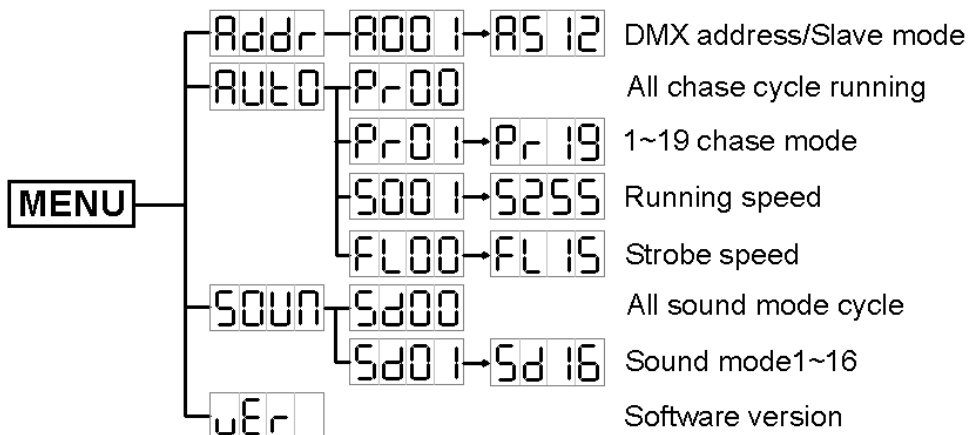 Addr A001 AS12 DMX address/Slave mode
AUtO Pr00 All chase cycle running
Pr01 Pr19 1~19 chase mode
MENU
S001 S255 Running speed
FL00 FL15 Strobe speed
SOUN Sd00 All sound mode cycle
Sd01 Sd16 Sound mode1~16
vEr Software version